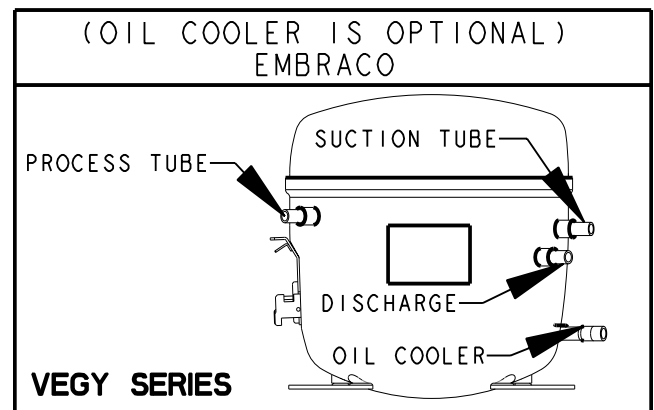 (OIL COOLER IS OPTIONAL)
EMBRACO
SUCTION TUBE
PROCESS TUBE
DISCHARGE
OIL COOLER
VEGY SERIES